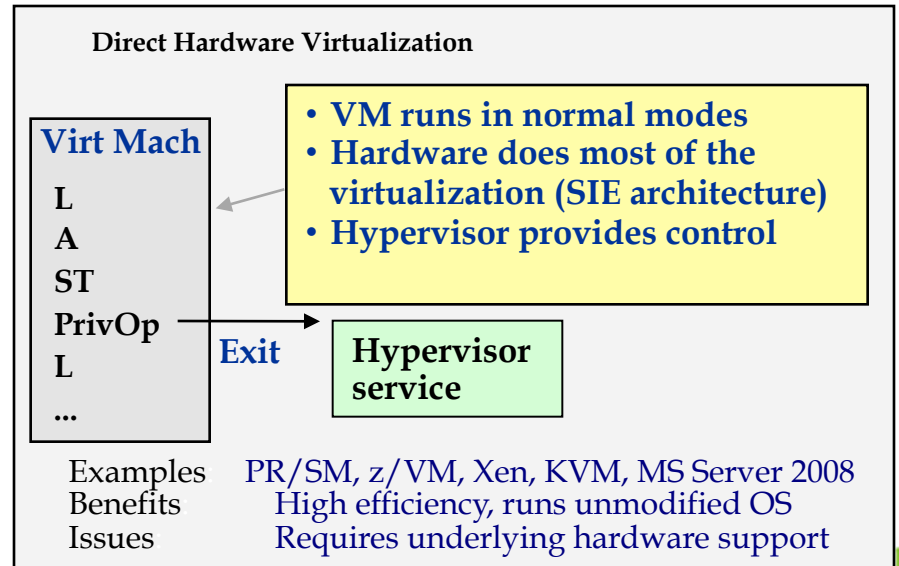 Direct Hardware Virtualization
• VM runs in normal modes
• Hardware does most of the
virtualization (SIE architecture)
• Hypervisor provides control
Virt Mach
L
A
ST
PrivOp
L
...
Exit
Hypervisor
service
Examples: PR/SM, z/VM, Xen, KVM, MS Server 2008
Benefits: High efficiency, runs unmodified OS
Issues: Requires underlying hardware support